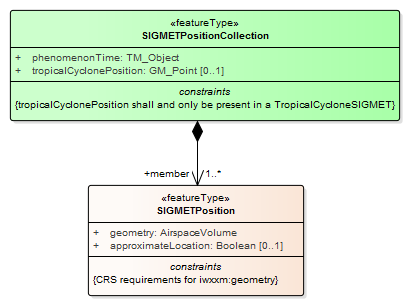 «featureType»
SIGMETPositionCollection
+ phenomenonTime: TM_Object
+ tropicalCyclonePosition: GM_Point [0..1]
constraints
{tropicalCyclonePosition shall and only be present in a TropicalCycloneSIGMET}
+member 1..*
«featureType»
SIGMETPosition
+ geometry: AirspaceVolume
+ approximateLocation: Boolean [0..1]
constraints
{CRS requirements for iwxxm:geometry}